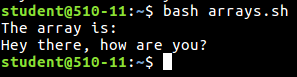 student@510-11:~$ bash arrays.sh
The array is:
Hey there, how are you?
student@510-11:~$